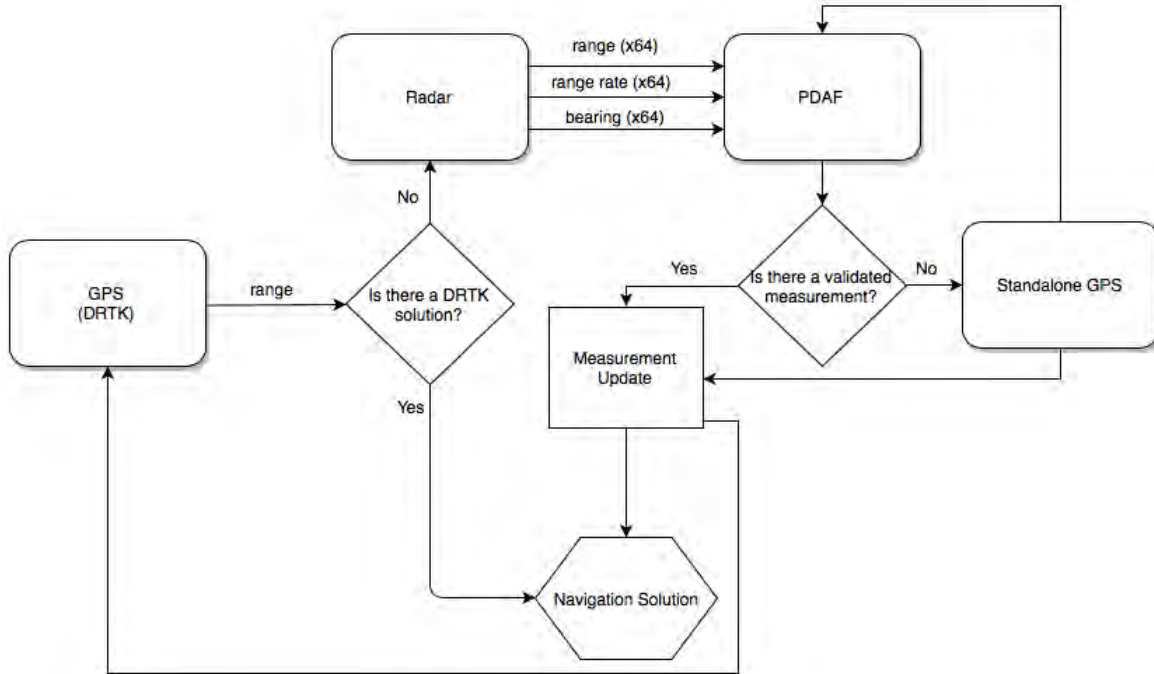 range (x64)
Radar
range rate (x64)
PDAF
bearing (x64)
No
GPS
(DRTK)
range
Is there a DRTK
solution?
Yes
Is there a validated
measurement?
No
Standalone GPS
Measurement
Update
Yes
Navigation Solution